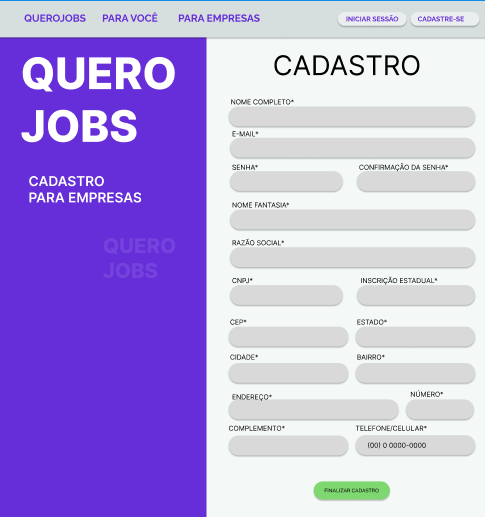 QUEROJOBS PARA VOCÊ PARA EMPRESAS INICIAR SESSÃO CADASTRE-SE
QUERO
JOBS
CADASTRO
PARA EMPRESAS
QUERO
JOBS
CADASTRO
NOME COMPLETO*
E-MAIL*
SENHA* CONFIRMAÇÃO DA SENHA*
NOME FANTASIA*
RAZÃO SOCIAL*
CNPJ* INSCRIÇÃO ESTADUAL*
CEP* ESTADO*
CIDADE* BAIRRO*
ENDEREÇO* NÚMERO*
COMPLEMENTO* TELEFONE/CELULAR*
(00) 0 0000-0000
FINALIZAR CADASTRO